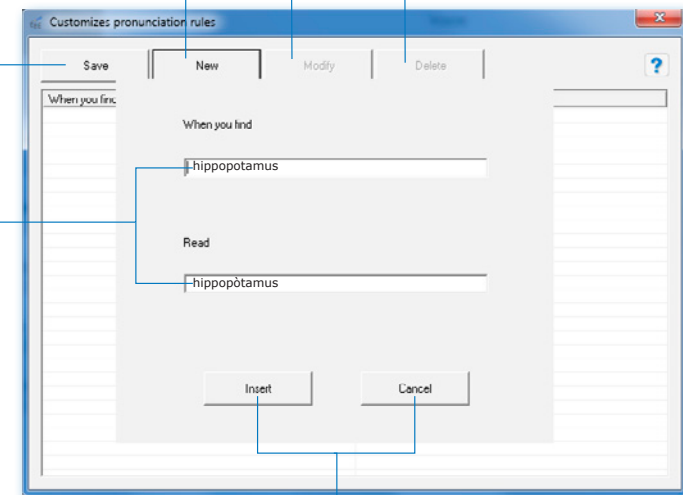 Customizes pronunciation rules
Save New Modify Delete
When you find
When you find
hippopotamus
Read
hippopòtamus
Insert Cancel